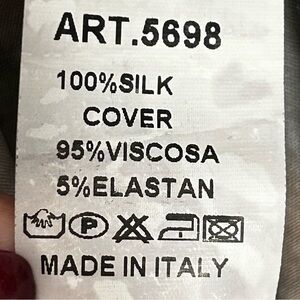 ART.5698
100%SILK
COVER
95%VISCOSA
5%ELASTAN
P
MADE IN ITALY